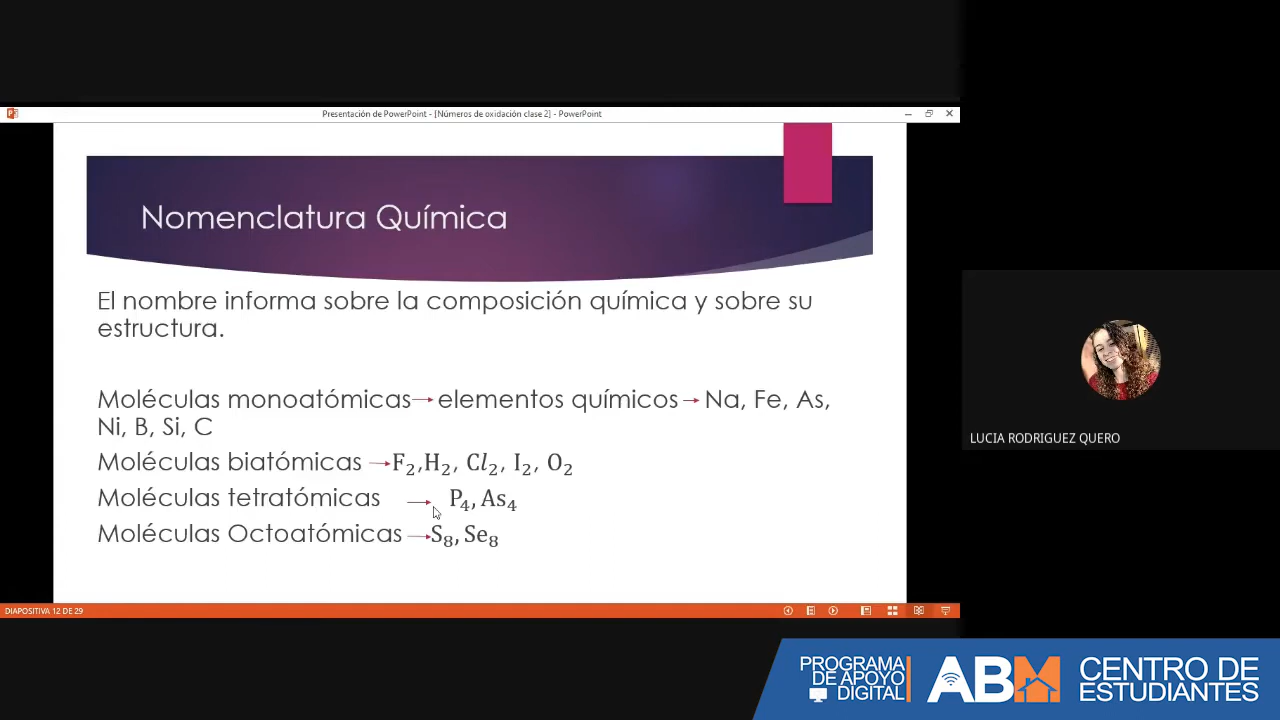 Presentación de PowerPoint - [Números de oxidación clase 2] - PowerPoint
Nomenclatura Química
El nombre informa sobre la composición química y sobre su
estructura.
Moléculas monoatómicas→ elementos químicos → Na, Fe, As,
Ni, B, Si, C
Moléculas biatómicas → F₂,H₂, Cl₂, I₂, O₂
Moléculas tetratómicas → P₄, As₄
Moléculas Octoatómicas → S₈, Se₈
DIAPOSITIVA 12 DE 29
LUCIA RODRIGUEZ QUERO
PROGRAMA
DE APOYO
DIGITAL
ABM
CENTRO DE
ESTUDIANTES